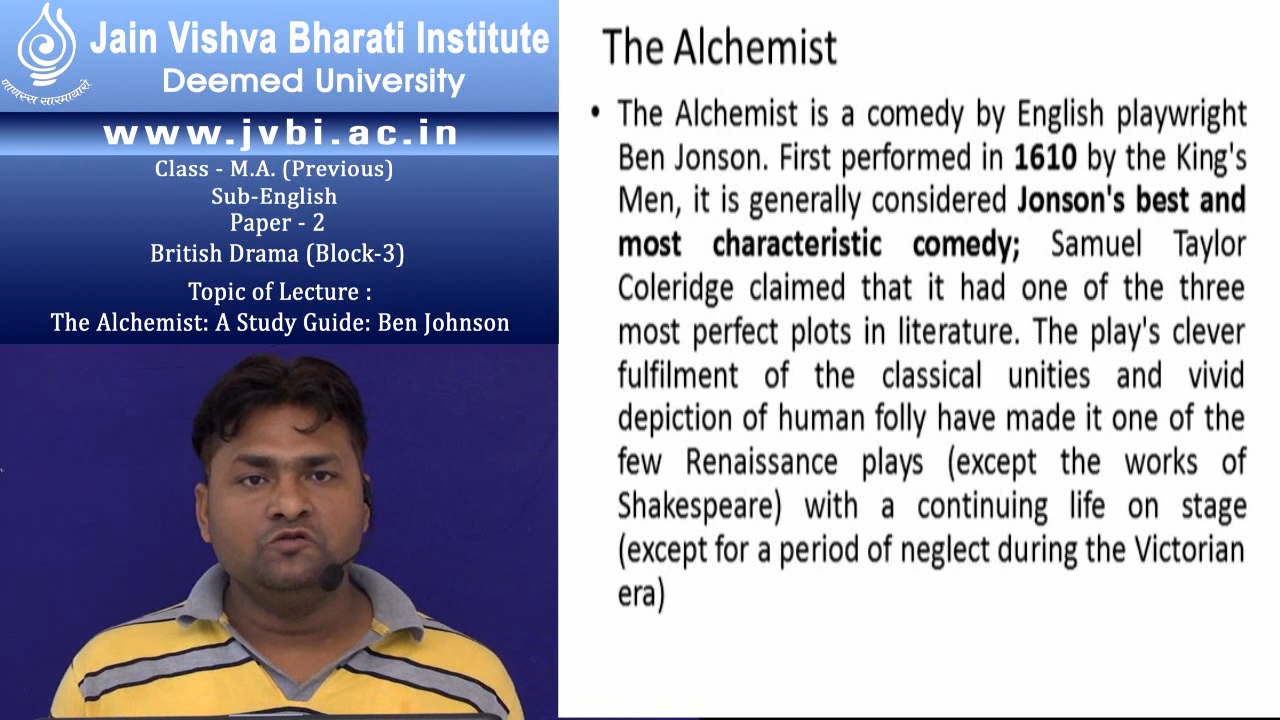 Jain Vishva Bharati Institute
Deemed University
णाणस्स सारमायारो
www.jvbi.ac.in
Class - M.A. (Previous)
Sub-English
Paper - 2
British Drama (Block-3)
Topic of Lecture :
The Alchemist: A Study Guide: Ben Johnson
The Alchemist
• The Alchemist is a comedy by English playwright
Ben Jonson. First performed in 1610 by the King's
Men, it is generally considered Jonson's best and
most characteristic comedy; Samuel Taylor
Coleridge claimed that it had one of the three
most perfect plots in literature. The play's clever
fulfilment of the classical unities and vivid
depiction of human folly have made it one of the
few Renaissance plays (except the works of
Shakespeare) with a continuing life on stage
(except for a period of neglect during the Victorian
era)